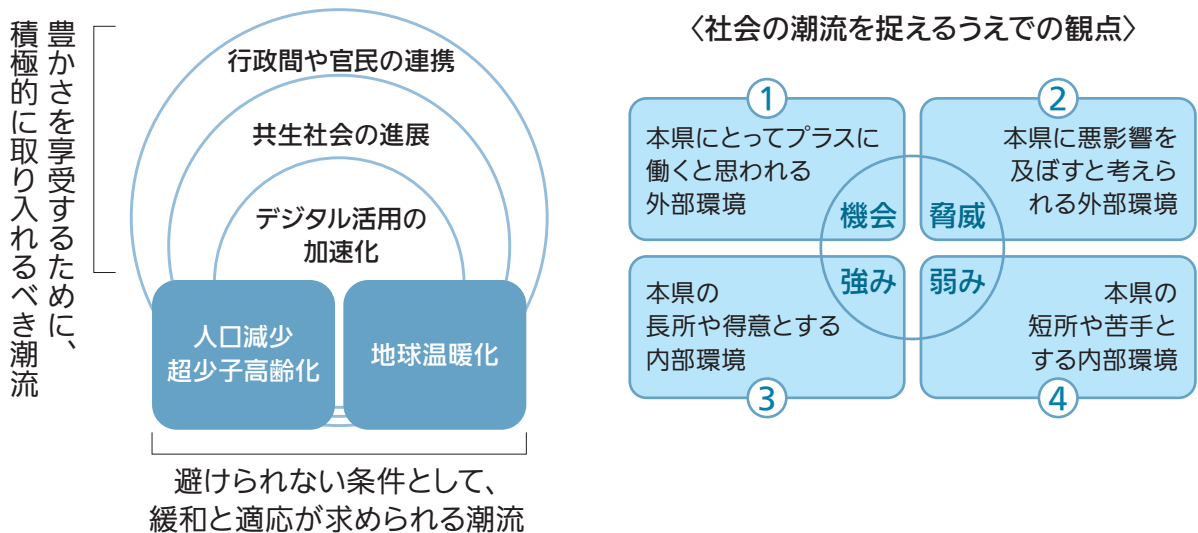 豊かさを享受するために、
積極的に取り入れるべき潮流
行政間や官民の連携
共生社会の進展
デジタル活用の
加速化
人口減少
超少子高齢化
地球温暖化
避けられない条件として、
緩和と適応が求められる潮流
〈社会の潮流を捉えるうえでの観点〉
1
本県にとってプラスに
働くと思われる
外部環境
機会
2
本県に悪影響を
及ぼすと考えら
れる外部環境
脅威
強み
本県の
長所や得意とする
内部環境
3
弱み
本県の
短所や苦手と
する内部環境
4